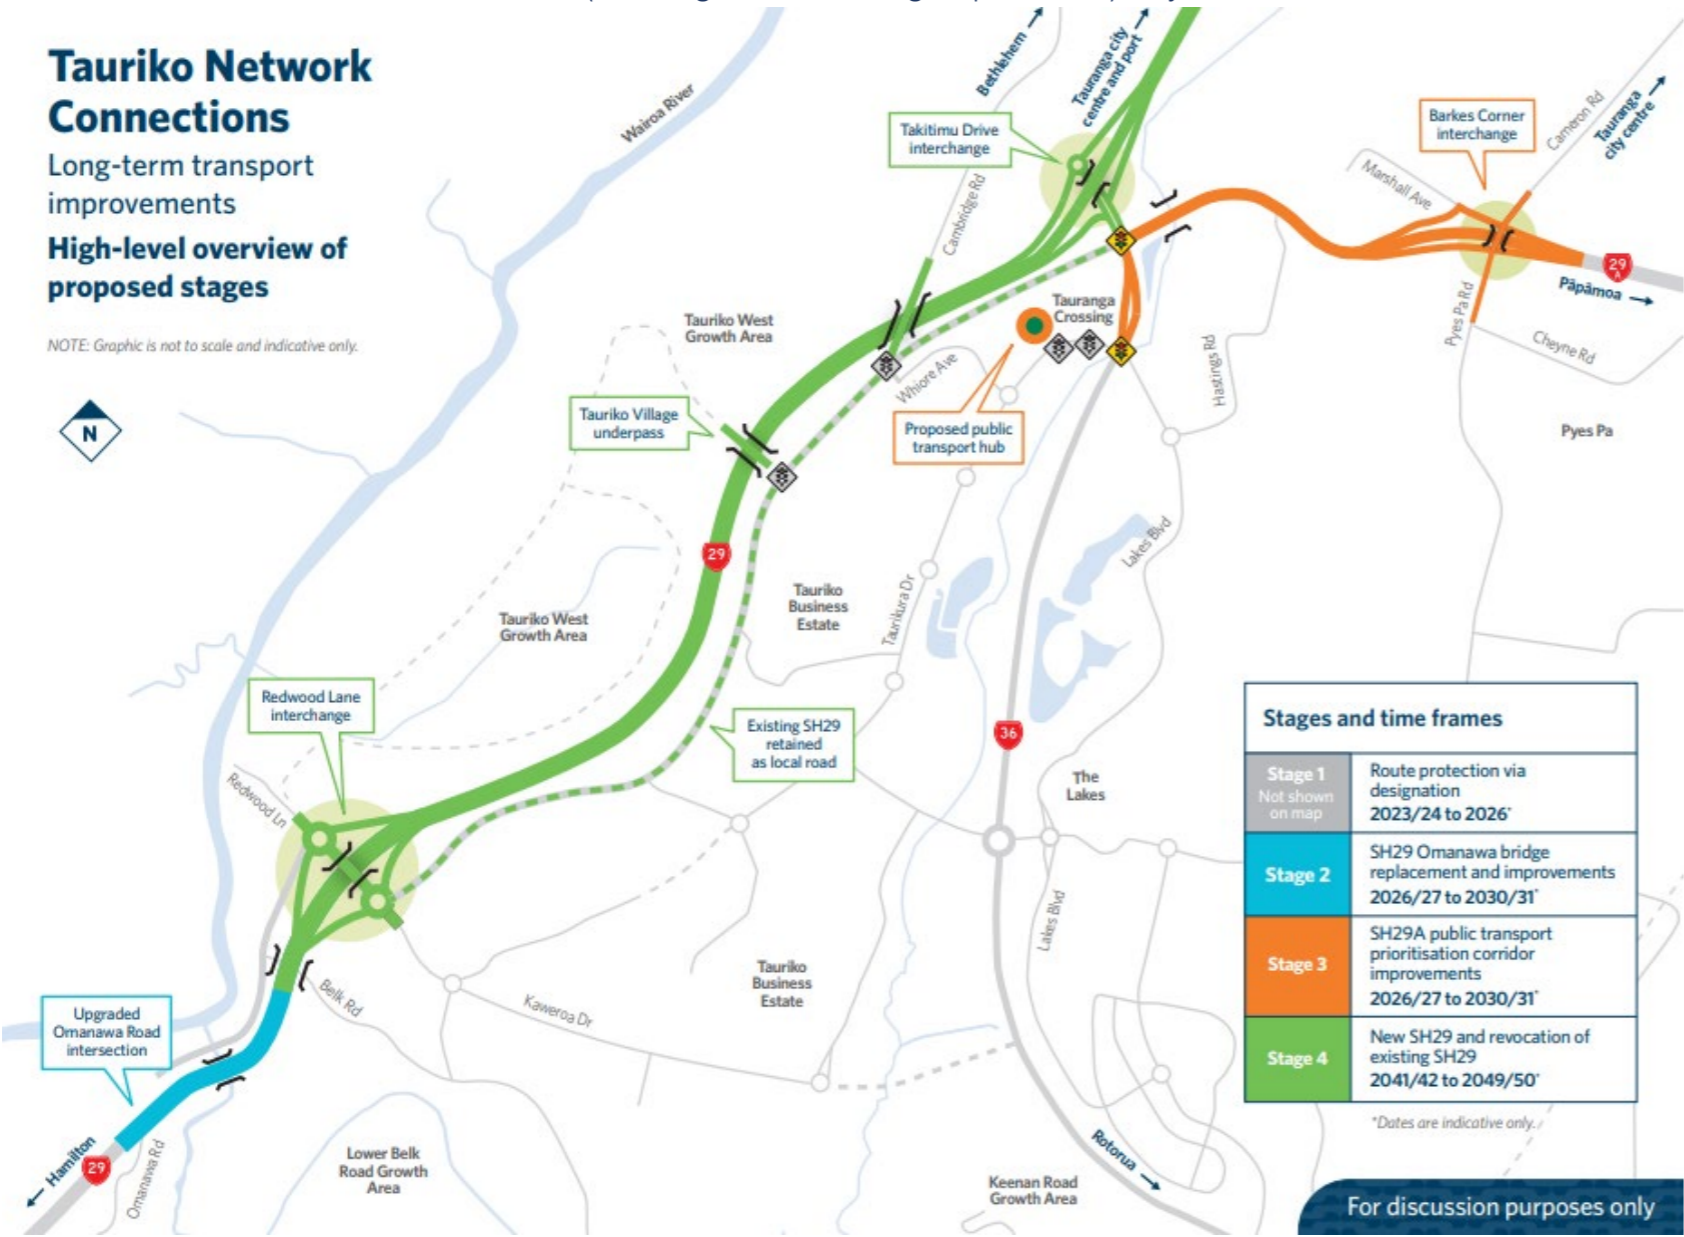 Tauriko Network
Connections
Long-term transport
improvements
High-level overview of
proposed stages
NOTE: Graphic is not to scale and indicative only.
N
Wairoa River
Bethlehem
Tauranga city
centre and port
Takitimu Drive
interchange
Cambridge Rd
Barkes Corner
interchange
Cameron Rd
Tauranga
city centre
Marshall Ave
29
A
Pāpāmoa
Pyes Pa Rd
Cheyne Rd
Pyes Pa
Hastings Rd
Tauranga
Crossing
Tauriko West
Growth Area
Whiore Ave
Tauriko Village
underpass
Proposed public
transport hub
Lakes Blvd
29
Tauriko
Business
Estate
Taurikura Dr
Tauriko West
Growth Area
Redwood Lane
interchange
Existing SH29
retained
as local road
36
The
Lakes
Redwood Ln
Lakes Blvd
Belk Rd
Kaweroa Dr
Tauriko
Business
Estate
Upgraded
Omanawa Road
intersection
Hamilton
29
Omanawa Rd
Lower Belk
Road Growth
Area
Rotorua
Keenan Road
Growth Area
Stages and time frames
Stage 1
Not shown
on map
Route protection via
designation
2023/24 to 2026*
Stage 2
SH29 Omanawa bridge
replacement and improvements
2026/27 to 2030/31*
Stage 3
SH29A public transport
prioritisation corridor
improvements
2026/27 to 2030/31*
Stage 4
New SH29 and revocation of
existing SH29
2041/42 to 2049/50*
*Dates are indicative only.
For discussion purposes only